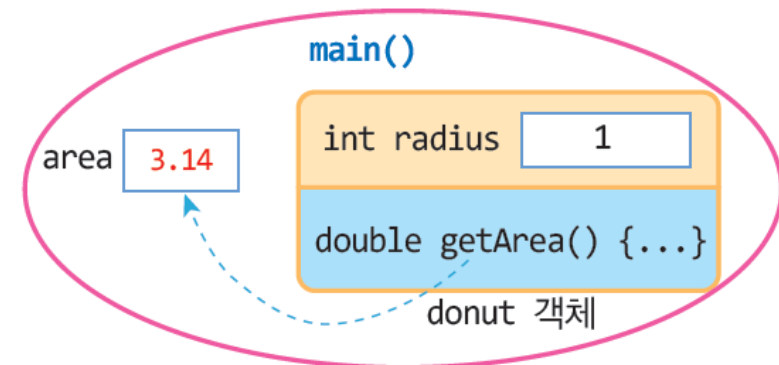 main()
int radius 1
area 3.14
double getArea() {...}
donut 객체